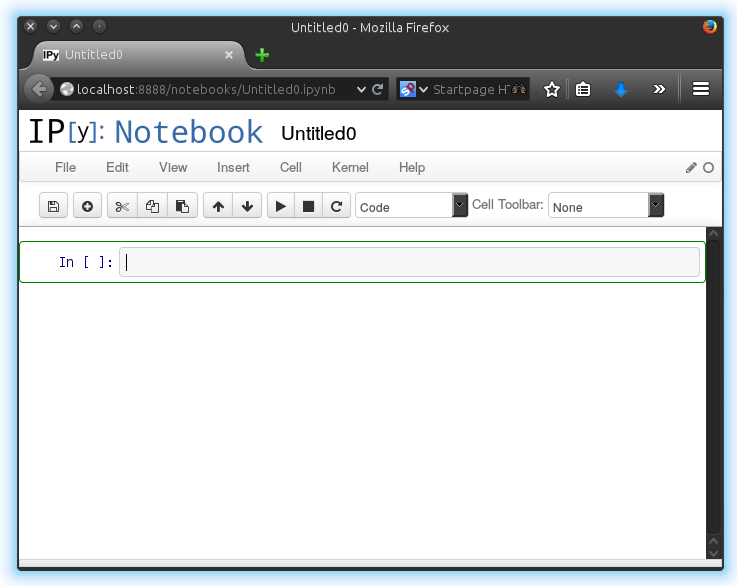 Untitled0 - Mozilla Firefox
IPy Untitled0
localhost:8888/notebooks/Untitled0.ipynb
Startpage H
IP[y]: Notebook Untitled0
File Edit View Insert Cell Kernel Help
Code Cell Toolbar: None
In [ ]: